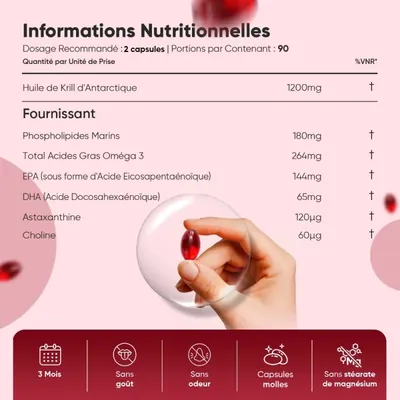 Informations Nutritionnelles
Dosage Recommandé : 2 capsules | Portions par Contenant : 90
Quantité par Unité de Prise %VNR*
Huile de Krill d'Antarctique 1200mg †
Fournissant
Phospholipides Marins 180mg †
Total Acides Gras Oméga 3 264mg †
EPA (sous forme d'Acide Eicosapentaénoïque) 144mg †
DHA (Acide Docosahexaénoïque) 65mg †
Astaxanthine 120µg †
Choline 60µg †
3 Mois
Sans goût
Sans odeur
Capsules molles
Sans stéarate de magnésium
Mg